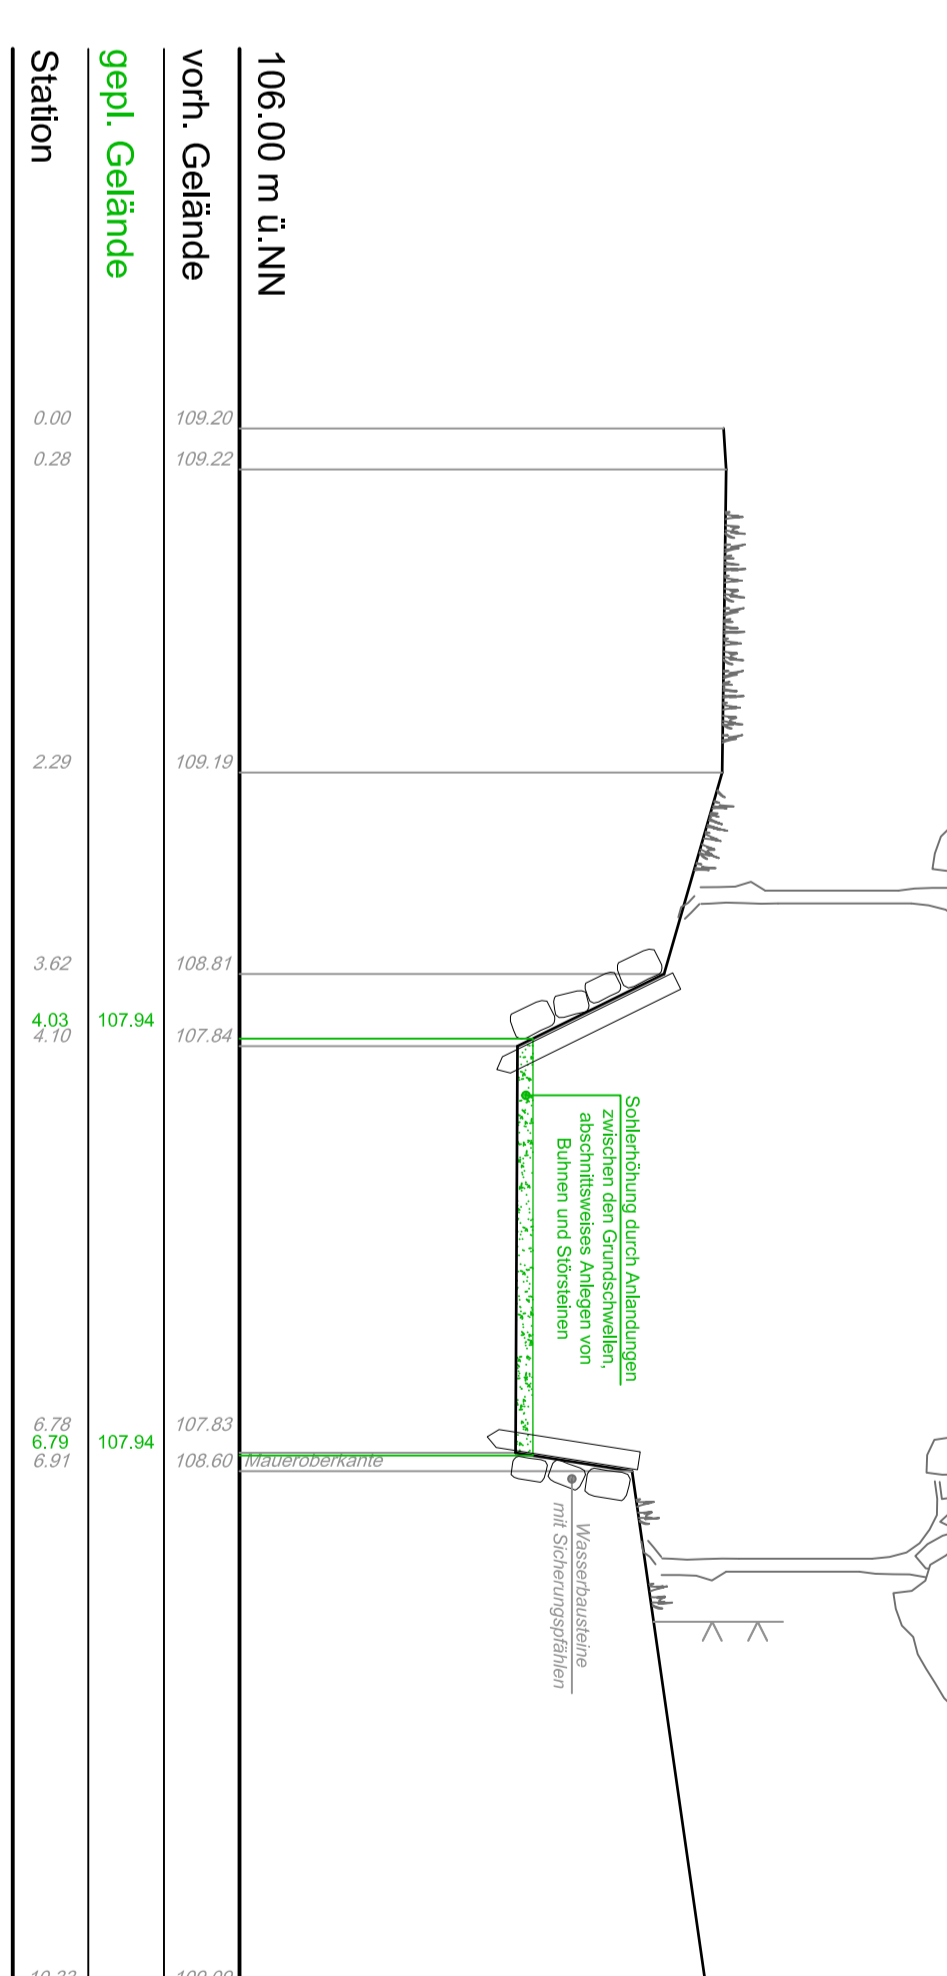 106.00 m ü.NN
vorh. Gelände
109.20
109.22
109.19
108.81
107.84
107.83
108.60
gepl. Gelände
107.94
107.94
Station
0.00
0.28
2.29
3.62
4.03
4.10
6.78
6.79
6.91
Maueroberkante
Sohlerhöhung durch Anlandungen
zwischen den Grundschwellen,
abschnittsweises Anlegen von
Buhnen und Störsteinen
Wasserbausteine
mit Sicherungspfählen